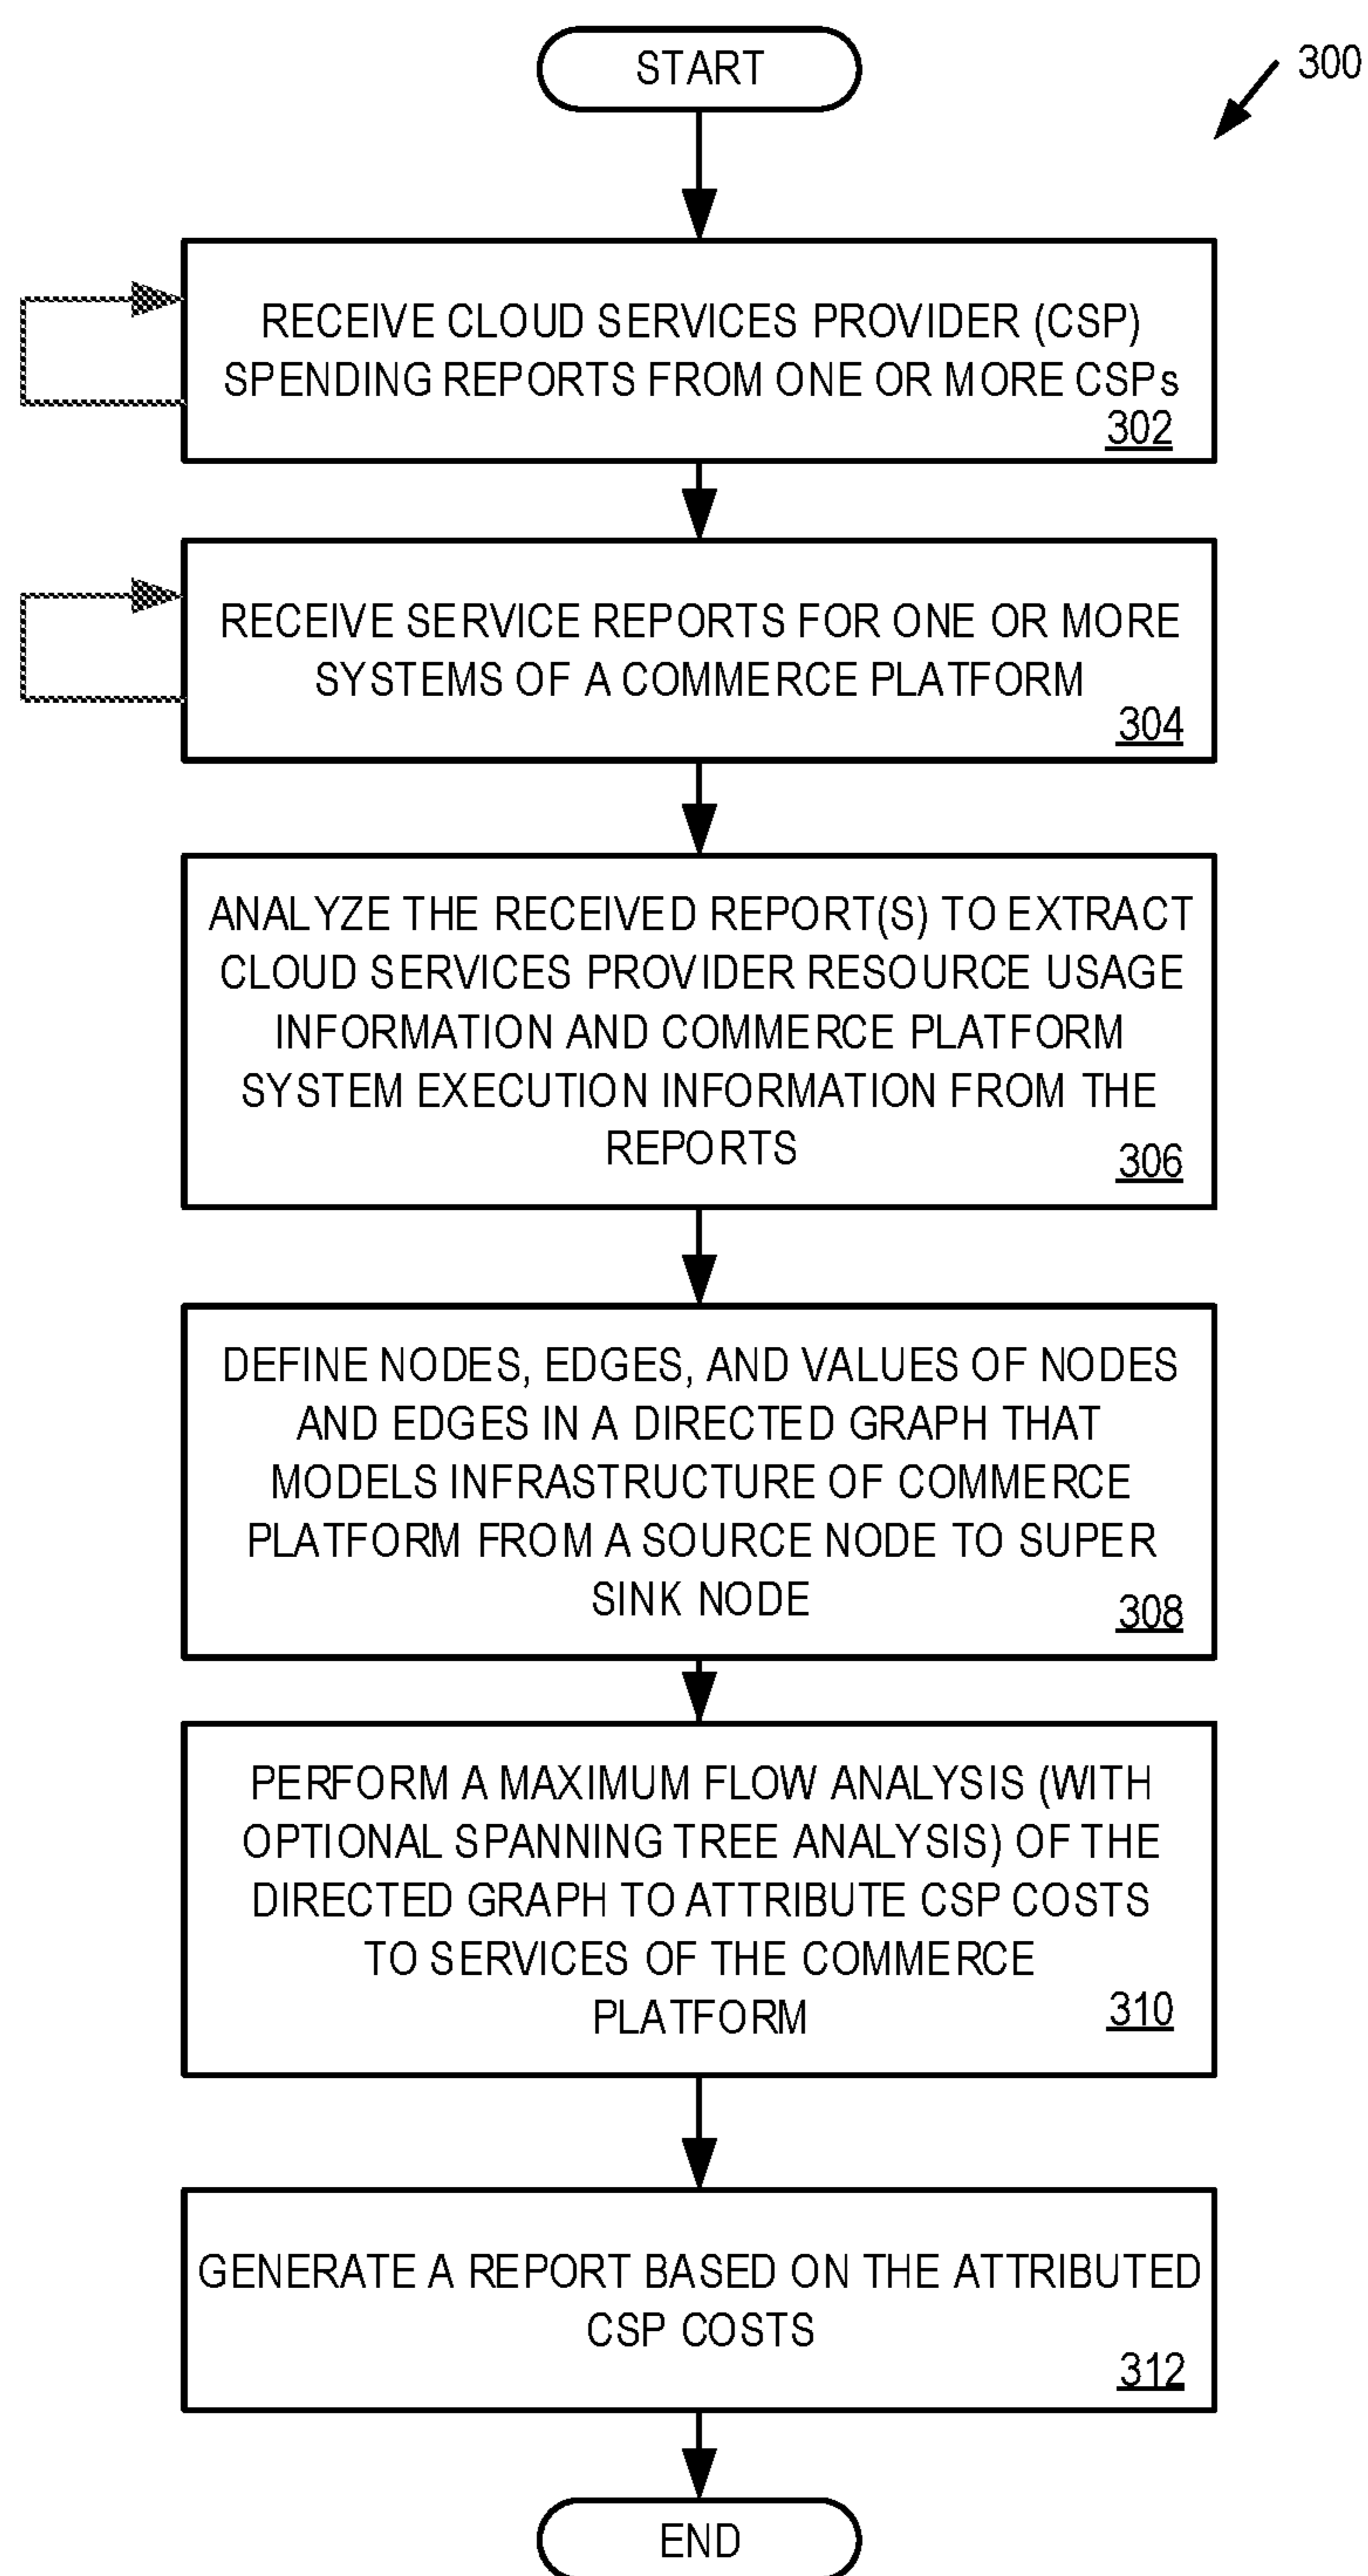 START
300
RECEIVE CLOUD SERVICES PROVIDER (CSP)
SPENDING REPORTS FROM ONE OR MORE CSPs
302
RECEIVE SERVICE REPORTS FOR ONE OR MORE
SYSTEMS OF A COMMERCE PLATFORM
304
ANALYZE THE RECEIVED REPORT(S) TO EXTRACT
CLOUD SERVICES PROVIDER RESOURCE USAGE
INFORMATION AND COMMERCE PLATFORM
SYSTEM EXECUTION INFORMATION FROM THE
REPORTS
306
DEFINE NODES, EDGES, AND VALUES OF NODES
AND EDGES IN A DIRECTED GRAPH THAT
MODELS INFRASTRUCTURE OF COMMERCE
PLATFORM FROM A SOURCE NODE TO SUPER
SINK NODE
308
PERFORM A MAXIMUM FLOW ANALYSIS (WITH
OPTIONAL SPANNING TREE ANALYSIS) OF THE
DIRECTED GRAPH TO ATTRIBUTE CSP COSTS
TO SERVICES OF THE COMMERCE
PLATFORM
310
GENERATE A REPORT BASED ON THE ATTRIBUTED
CSP COSTS
312
END